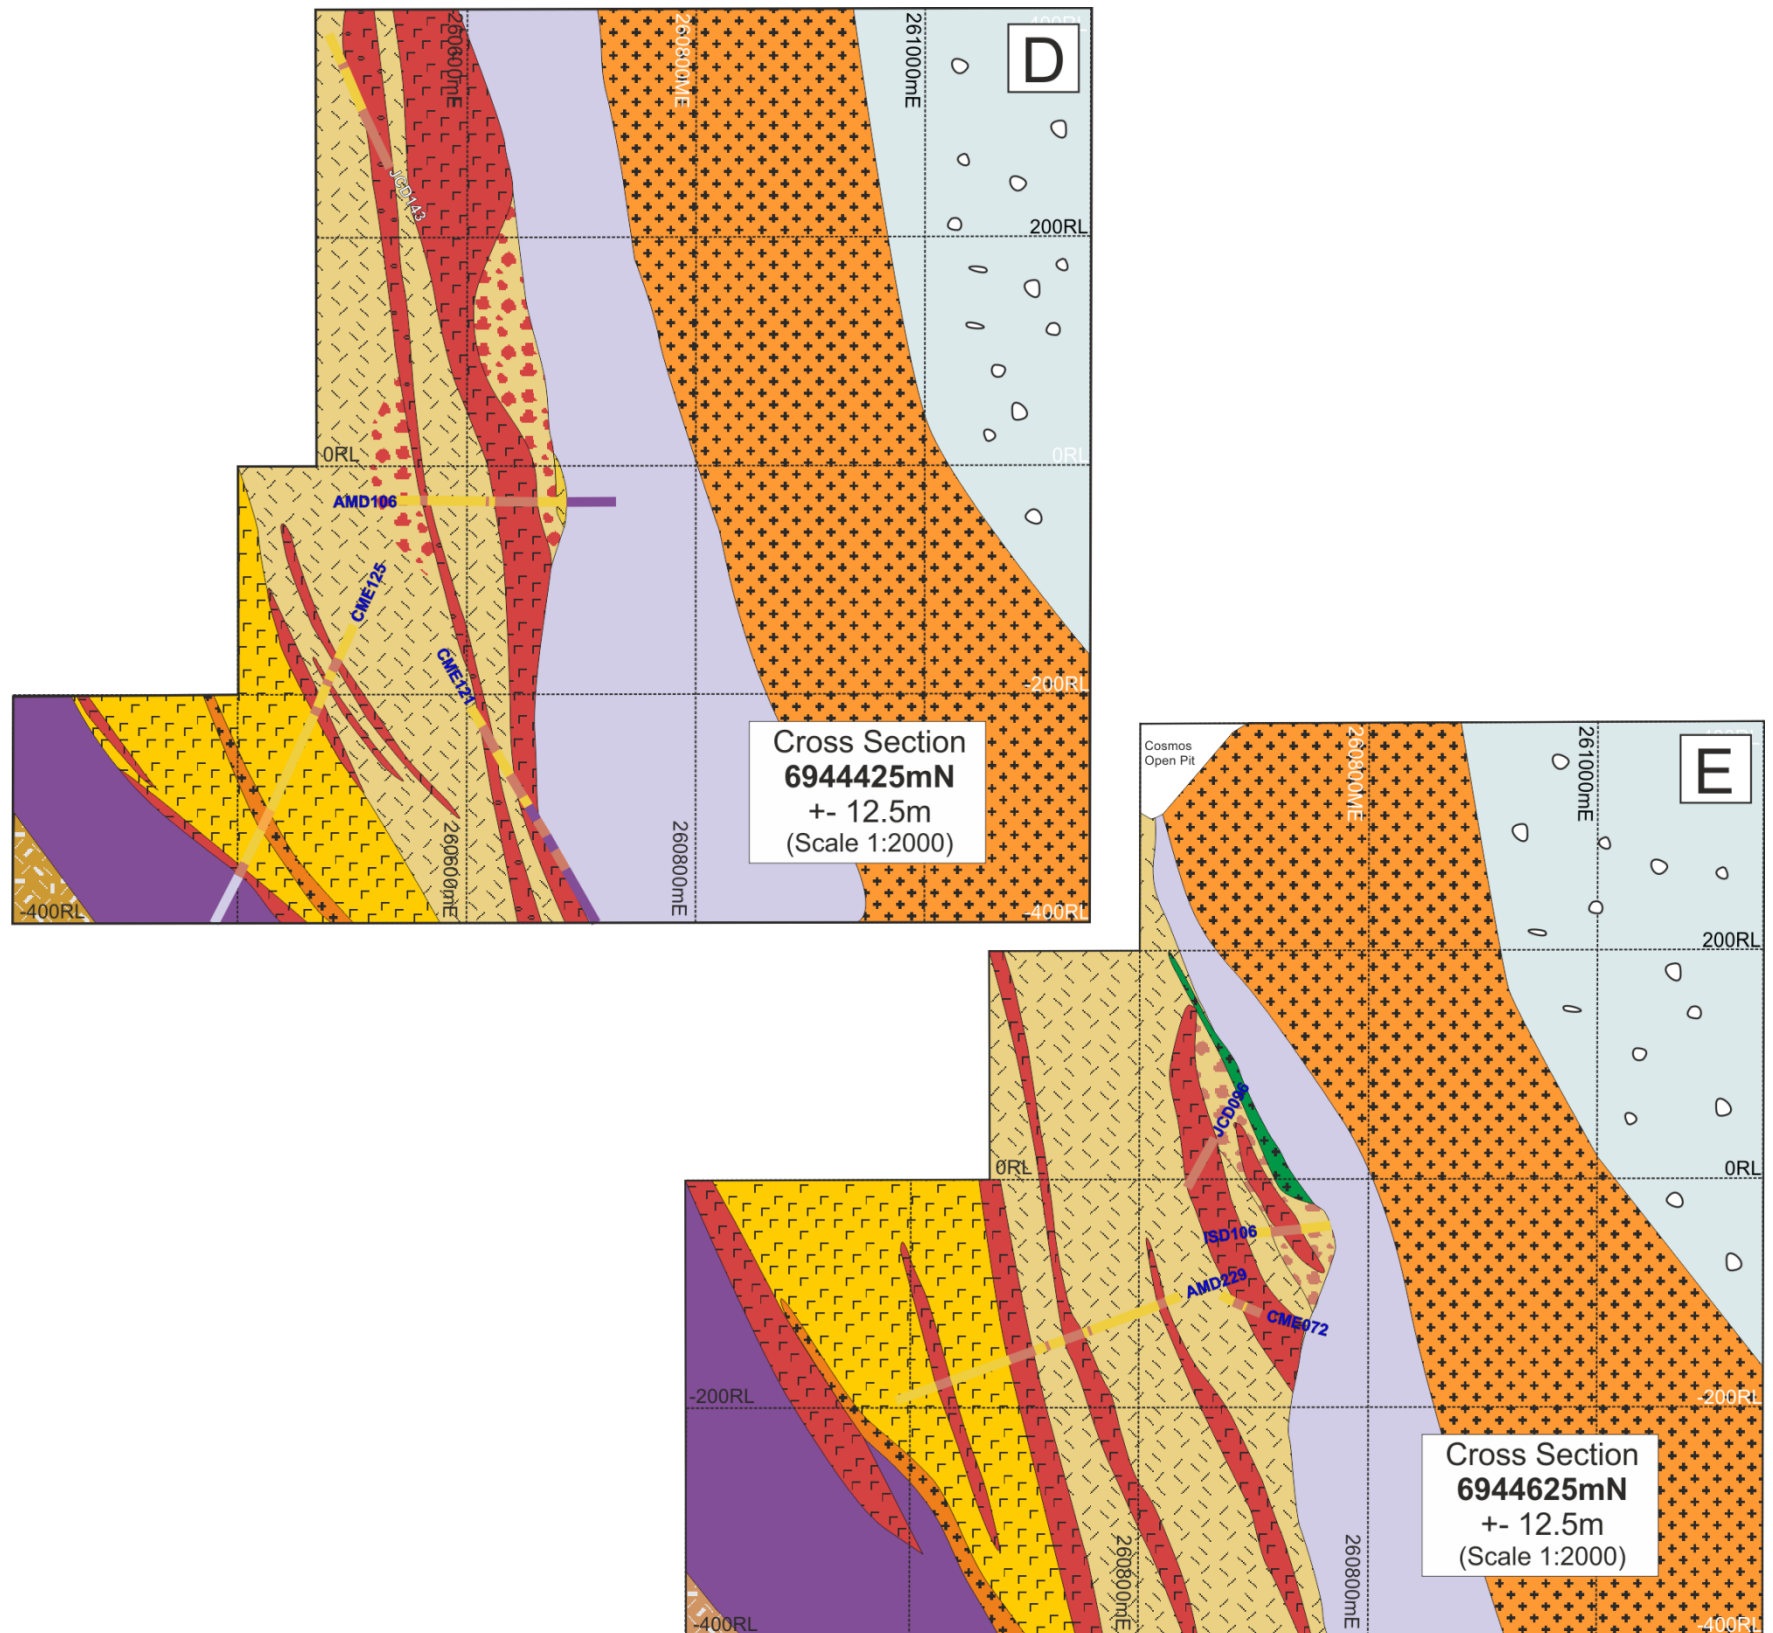 260600mE
260800ME
261000mE
400RL
D
JCD143
200RL
0RL
0RL
AMD106
CME125
CME121
-200RL
Cross Section
6944425mN
+- 12.5m
(Scale 1:2000)
260600mE
260800mE
-400RL
-400RL
Cosmos
Open Pit
260800ME
261000mE
E
200RL
JCD096
0RL
0RL
ISD106
AMD229
CME072
-200RL
-200RL
Cross Section
6944625mN
+- 12.5m
(Scale 1:2000)
260800mE
260800mE
-400RL
-400RL